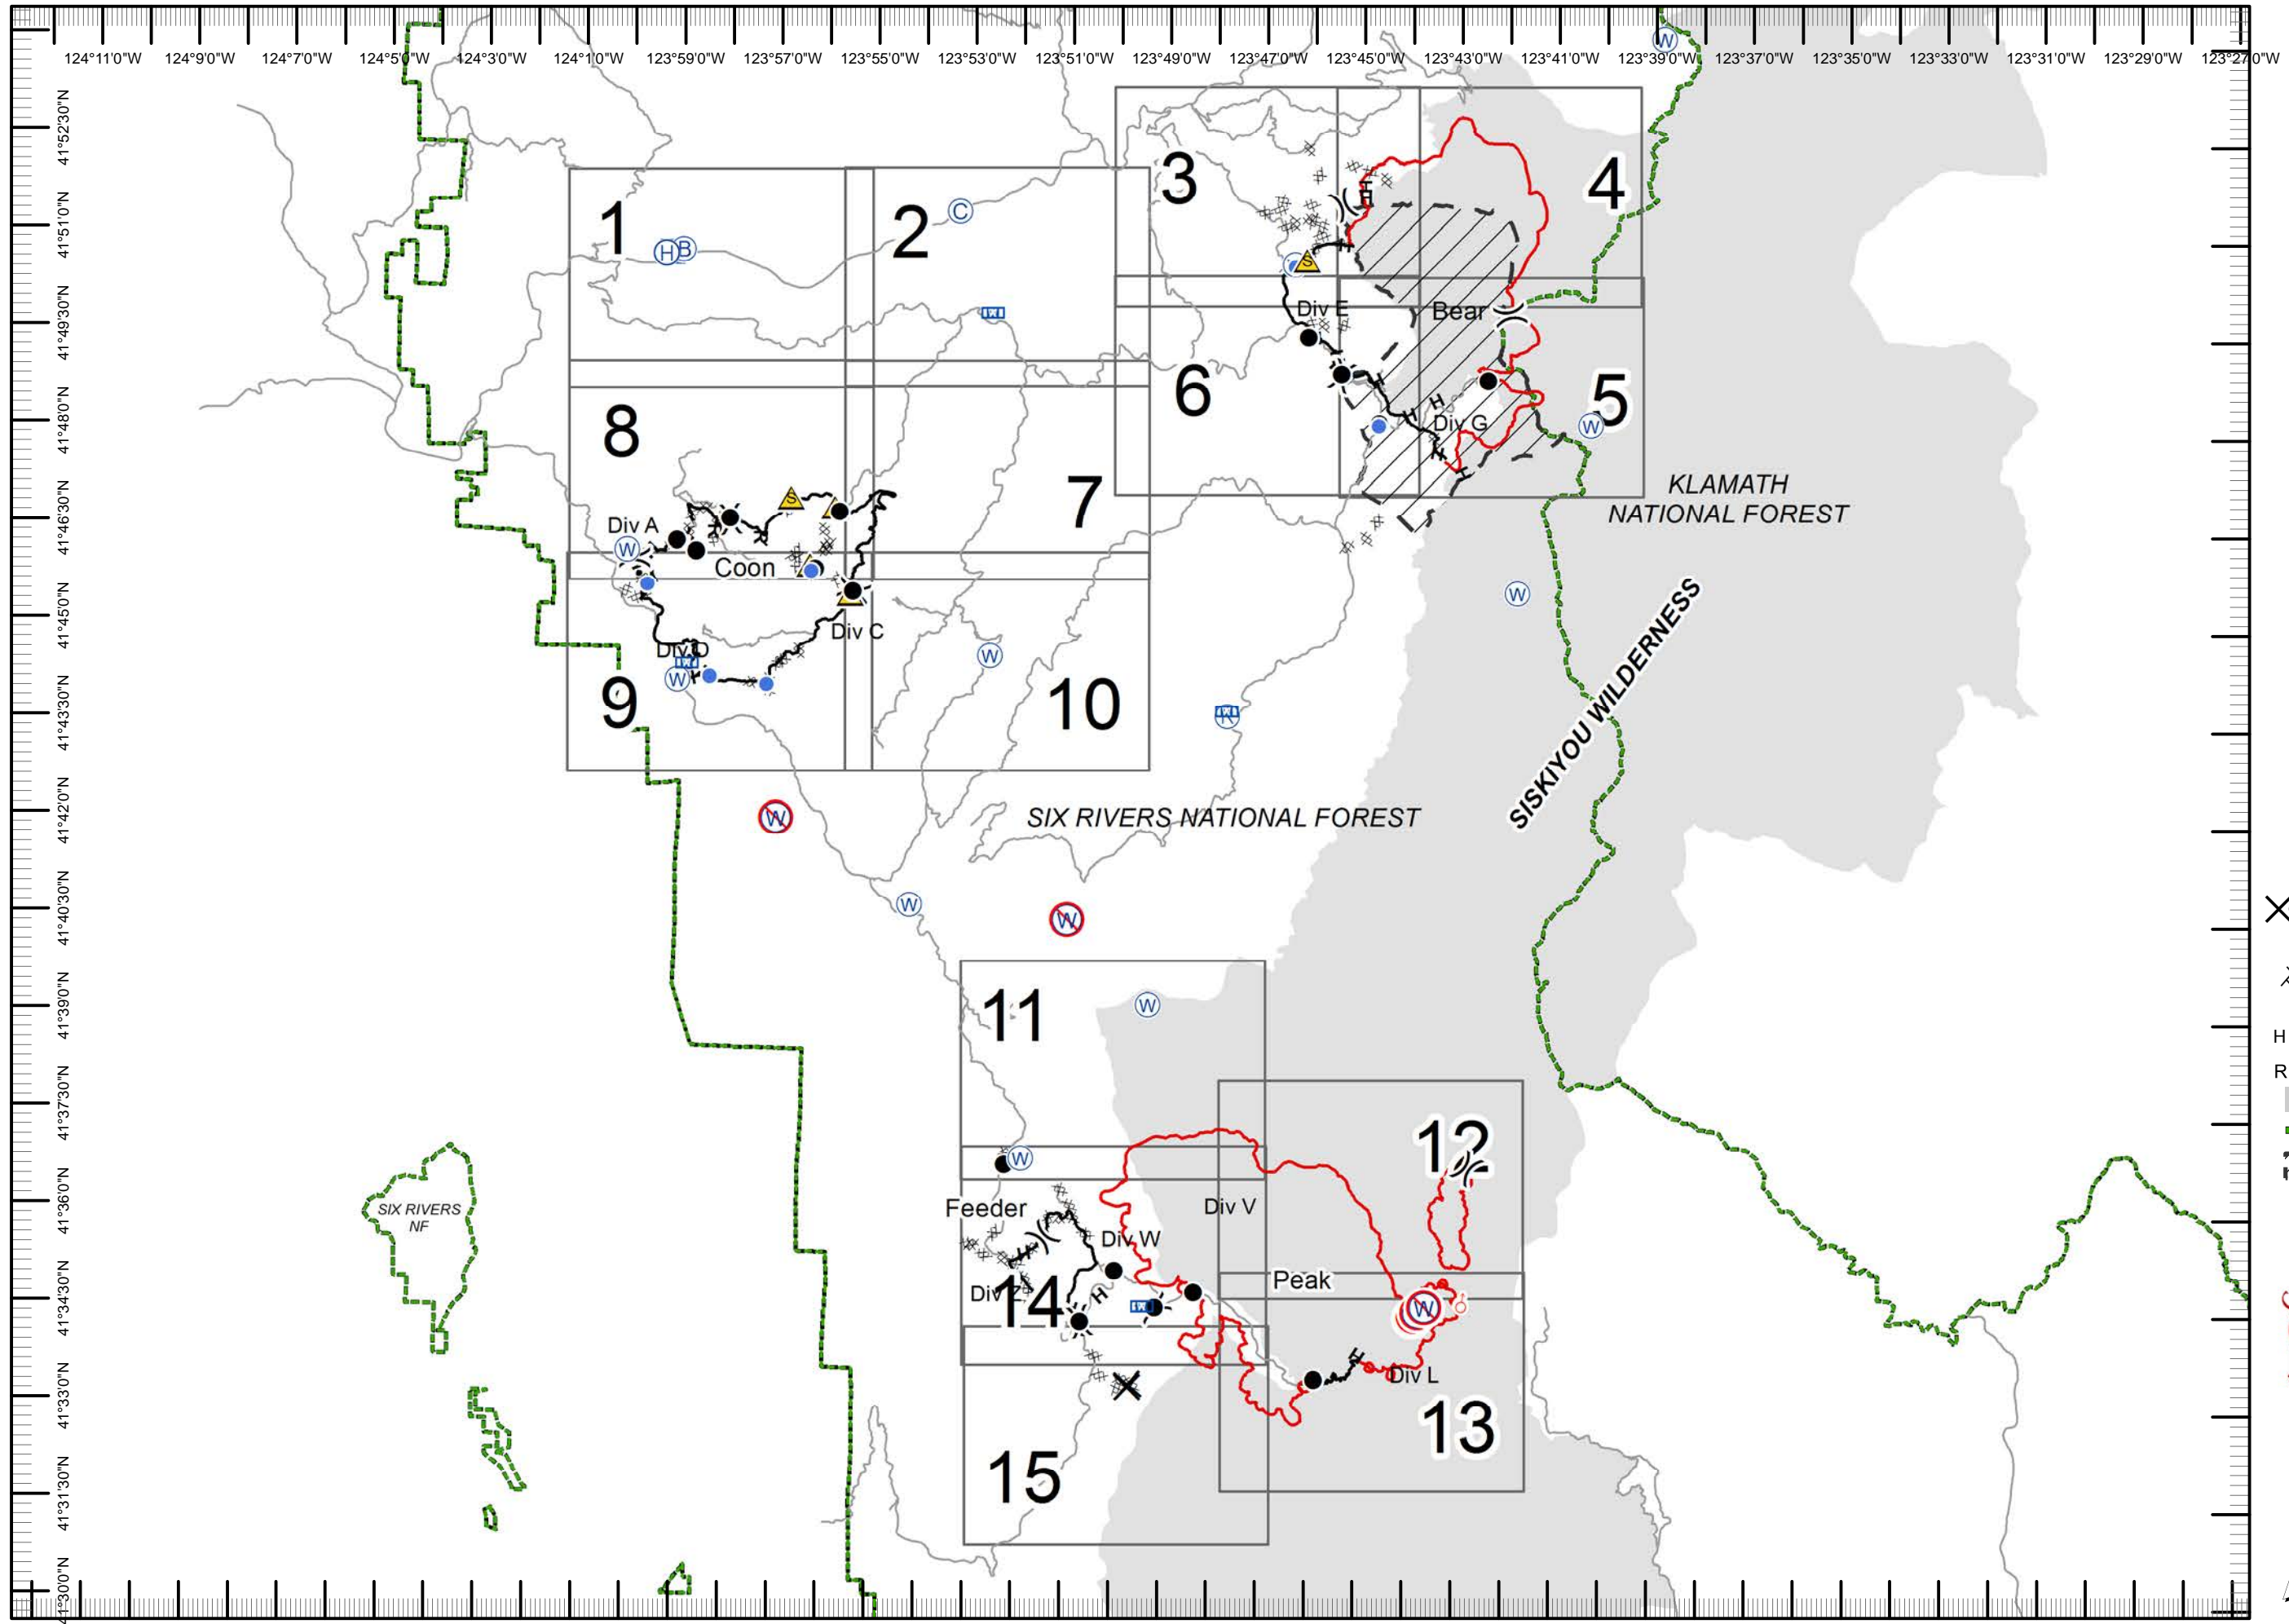 124°11'0"W 124°9'0"W 124°7'0"W 124°5'0"W 124°3'0"W 124°1'0"W 123°59'0"W 123°57'0"W 123°55'0"W 123°53'0"W 123°51'0"W 123°49'0"W 123°47'0"W 123°45'0"W 123°43'0"W 123°41'0"W 123°39'0"W 123°37'0"W 123°35'0"W 123°33'0"W 123°31'0"W 123°29'0"W 123°27'0"W
41°52'30"N
41°51'0"N
41°49'30"N
41°48'0"N
41°46'30"N
41°45'0"N
41°43'30"N
41°42'0"N
41°40'30"N
41°39'0"N
41°37'30"N
41°36'0"N
41°34'30"N
41°33'0"N
41°31'30"N
41°30'0"N
W
3
4
1
2
C
H B
S
Div E
Bear
6
5
W
Div G
8
7
KLAMATH
NATIONAL FOREST
S
Div A
W
Coon
W
SISKIYOU WILDERNESS
Div C
Div D
W
W
9
10
R
W
SIX RIVERS NATIONAL FOREST
W
W
11
W
H
R
12
W
Feeder
Div V
SIX RIVERS
NF
Div W
Peak
Div Z
14
H
W
Div L
13
15